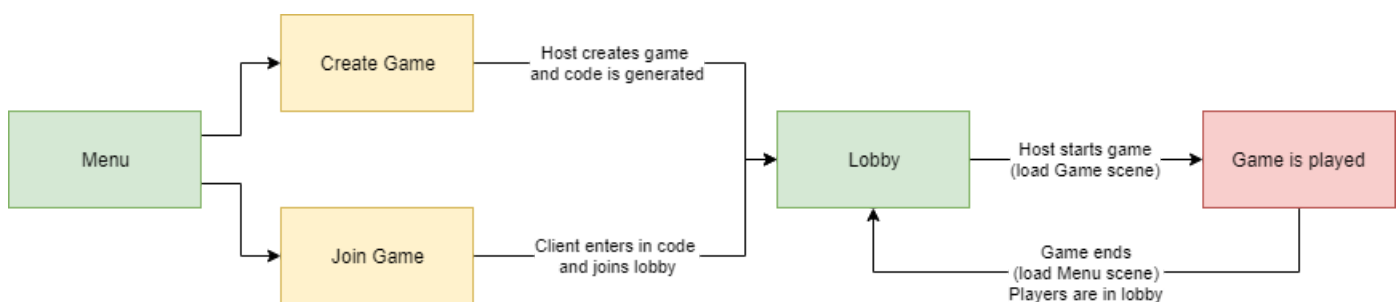 Create Game
Host creates game
and code is generated
Menu
Lobby
Host starts game
(load Game scene)
Game is played
Join Game
Client enters in code
and joins lobby
Game ends
(load Menu scene)
Players are in lobby